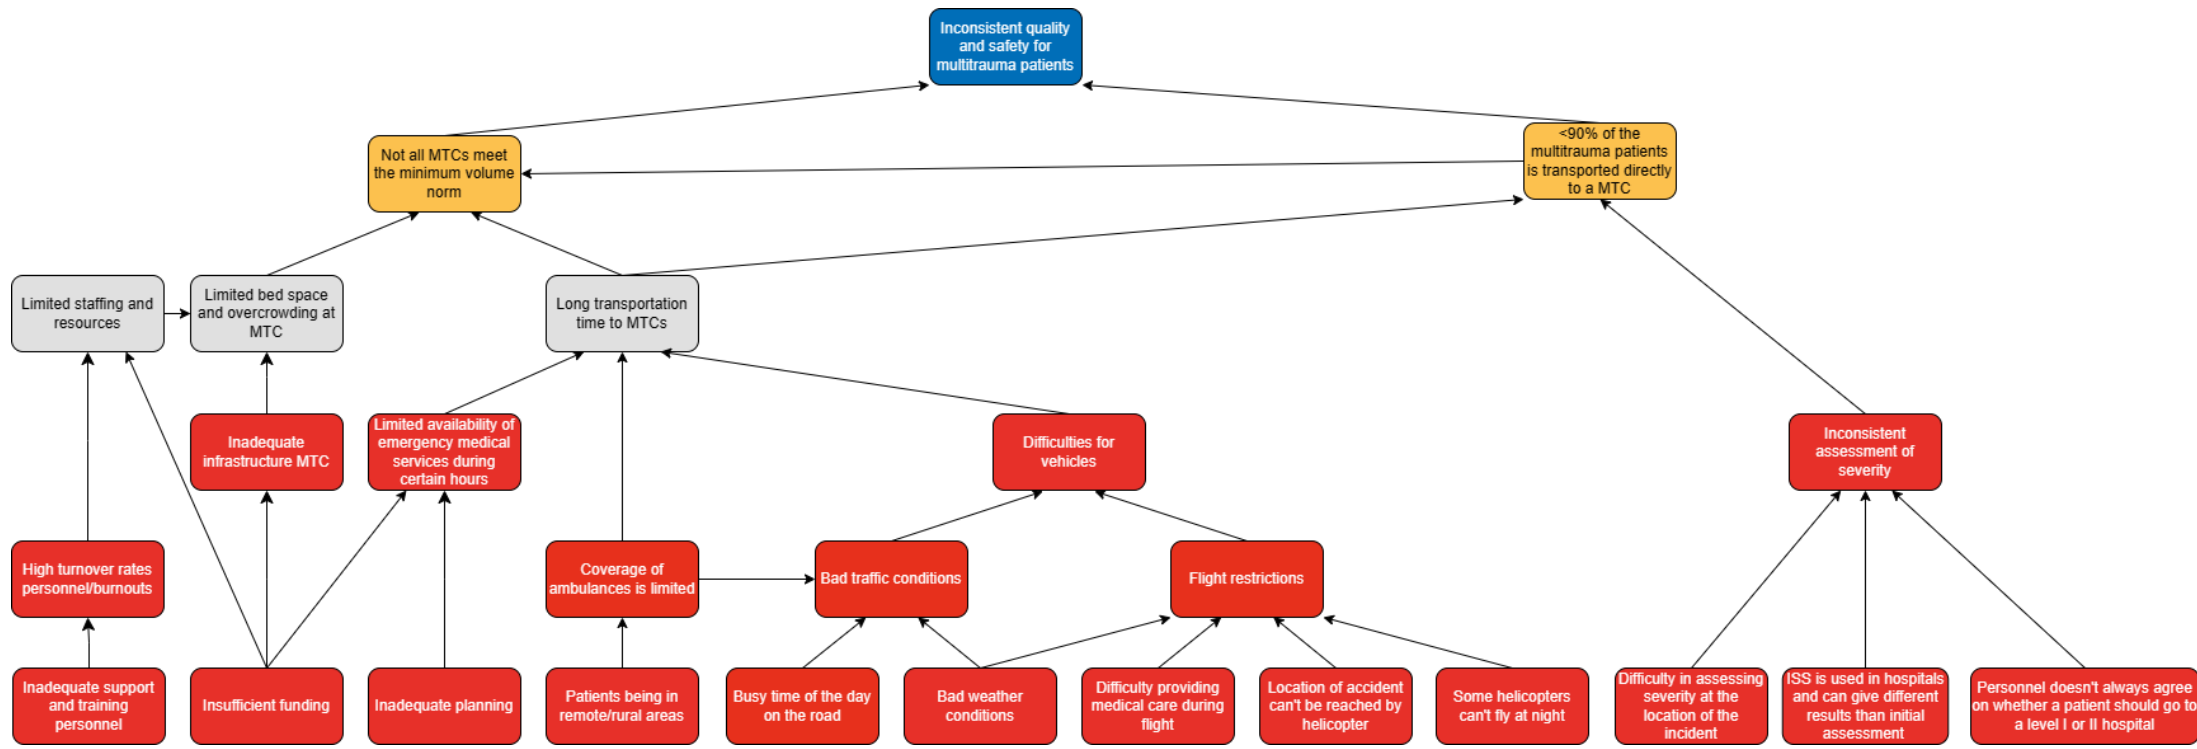 Inconsistent quality
and safety for
multitrauma patients
Not all MTCs meet
the minimum volume
norm
<90% of the
multitrauma patients
is transported directly
to a MTC
Limited staffing and
resources
Limited bed space
and overcrowding at
MTC
Long transportation
time to MTCs
Inadequate
infrastructure MTC
Limited availability of
emergency medical
services during
certain hours
Difficulties for
vehicles
Inconsistent
assessment of
severity
High turnover rates
personnel/burnouts
Coverage of
ambulances is limited
Bad traffic conditions
Flight restrictions
Inadequate support
and training
personnel
Insufficient funding
Inadequate planning
Patients being in
remote/rural areas
Busy time of the day
on the road
Bad weather
conditions
Difficulty providing
medical care during
flight
Location of accident
can't be reached by
helicopter
Some helicopters
can't fly at night
Difficulty in assessing
severity at the
location of the
incident
ISS is used in hospitals
and can give different
results than initial
assessment
Personnel doesn't always agree
on whether a patient should go to
a level I or II hospital